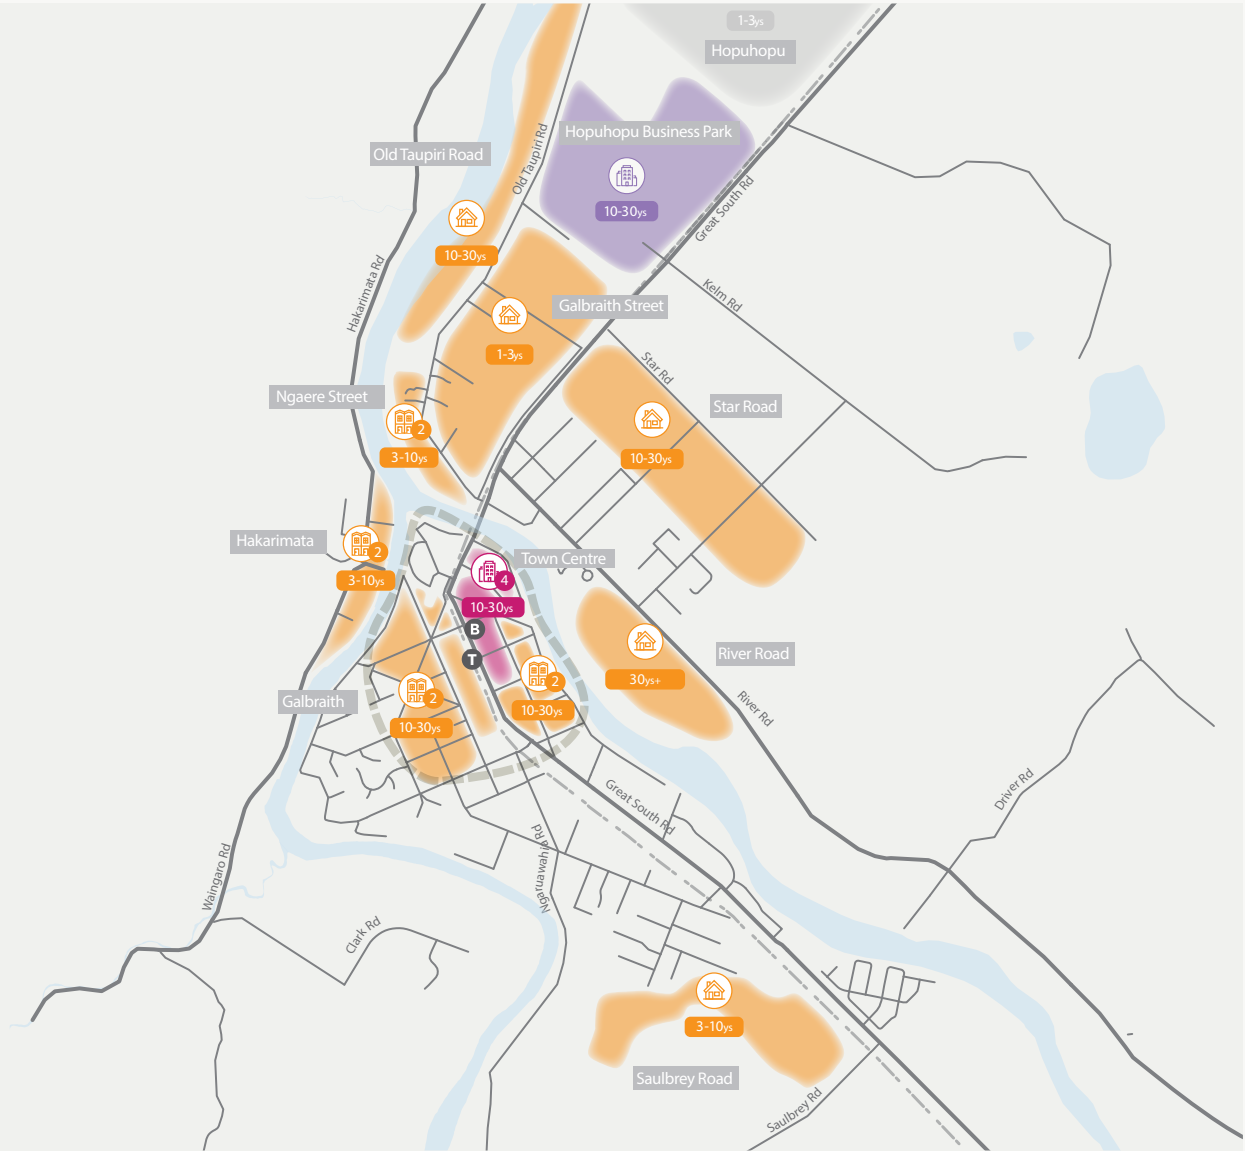 1-3ys
Hopuhopu
Hopuhopu Business Park
Old Taupiri Road
Old Taupiri Rd
10-30ys
Great South Rd
10-30ys
Hakarimata Rd
Kelm Rd
Galbraith Street
1-3ys
Star Rd
Ngaere Street
Star Road
2
3-10ys
10-30ys
Hakarimata
2
3-10ys
Town Centre
4
10-30ys
B
T
River Road
30ys+
2
10-30ys
Galbraith
2
10-30ys
River Rd
Great South Rd
Driver Rd
Ngaruawahia Rd
Waingaro Rd
Clark Rd
3-10ys
Saulbrey Road
Saulbrey Rd